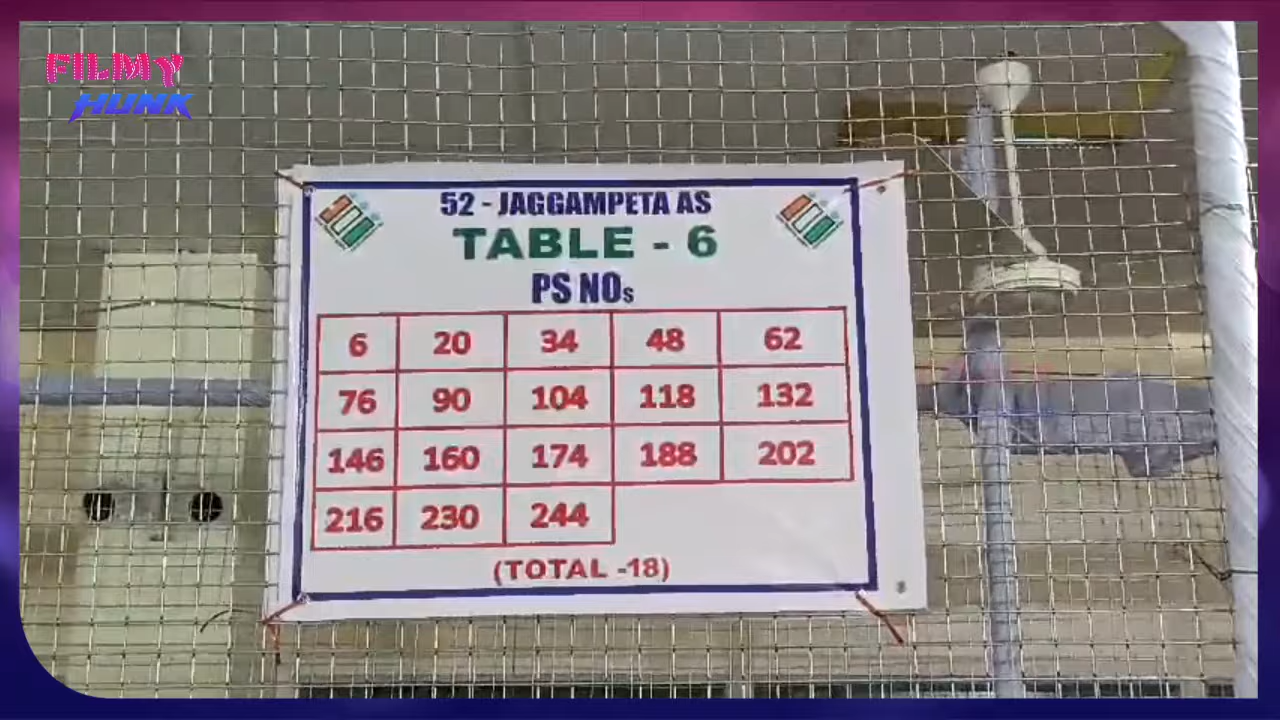 FILMY
HUNK
52 - JAGGAMPETA AS
TABLE - 6
PS NOs
6 20 34 48 62
76 90 104 118 132
146 160 174 188 202
216 230 244
(TOTAL -18)